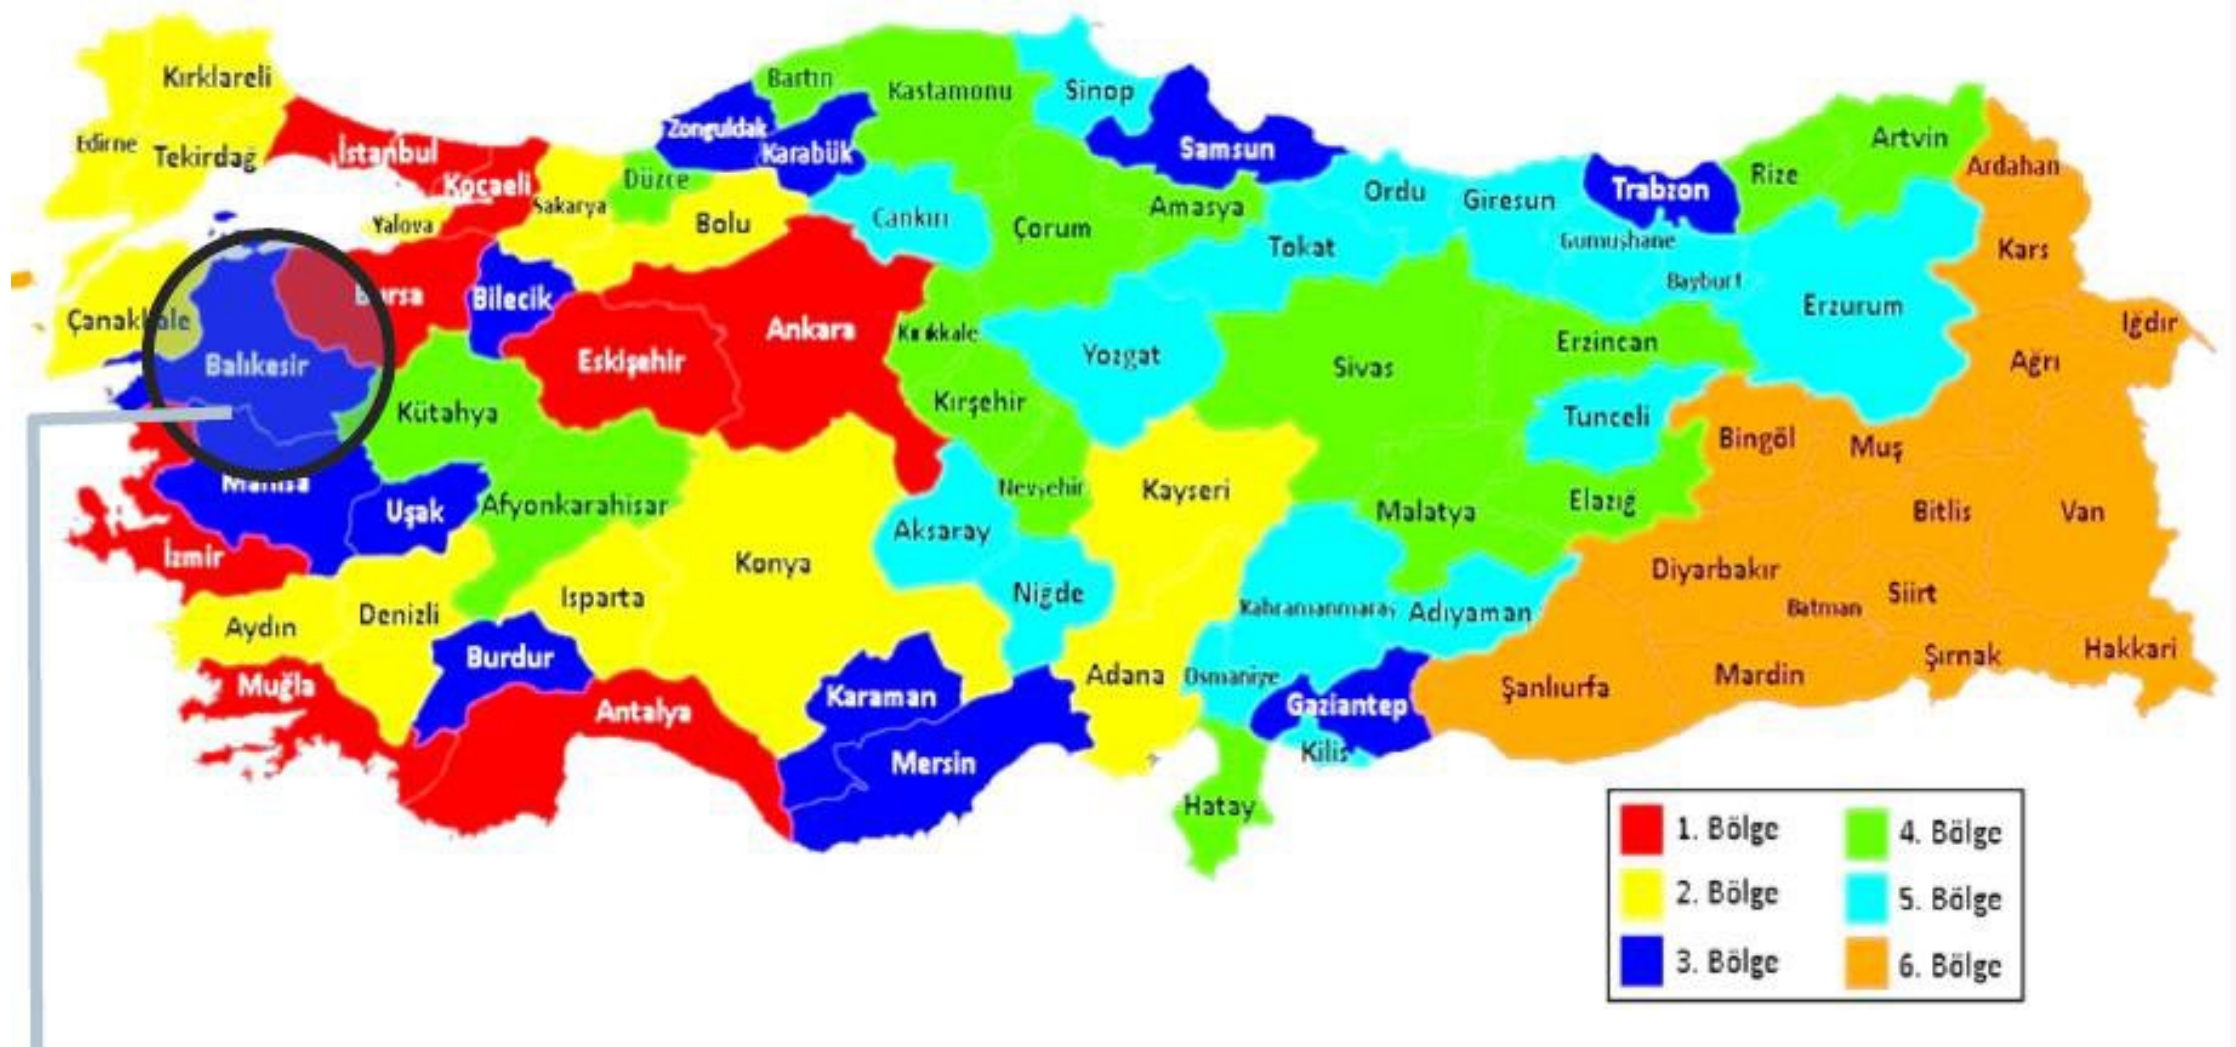 Kırklareli
Edirne
Tekirdağ
İstanbul
Kocaeli
Yalova
Sakarya
Düzce
Bolu
Zonguldak
Bartın
Karabük
Kastamonu
Sinop
Samsun
Çankırı
Çorum
Amasya
Tokat
Ordu
Giresun
Trabzon
Gumuşhane
Bayburt
Rize
Artvin
Ardahan
Kars
Iğdır
Ağrı
Erzurum
Erzincan
Çanakkale
Balıkesir
Bursa
Bilecik
Eskişehir
Ankara
Kırıkkale
Kırşehir
Yozgat
Sivas
Tunceli
Bingöl
Muş
Bitlis
Van
Kütahya
Manisa
Uşak
Afyonkarahisar
İzmir
Aydın
Denizli
Isparta
Konya
Aksaray
Nevşehir
Kayseri
Niğde
Malatya
Elazığ
Kahramanmaraş
Adıyaman
Diyarbakır
Batman
Siirt
Şırnak
Hakkari
Mardin
Şanlıurfa
Muğla
Burdur
Antalya
Karaman
Mersin
Adana
Osmaniye
Gaziantep
Kilis
Hatay
1. Bölge
2. Bölge
3. Bölge
4. Bölge
5. Bölge
6. Bölge